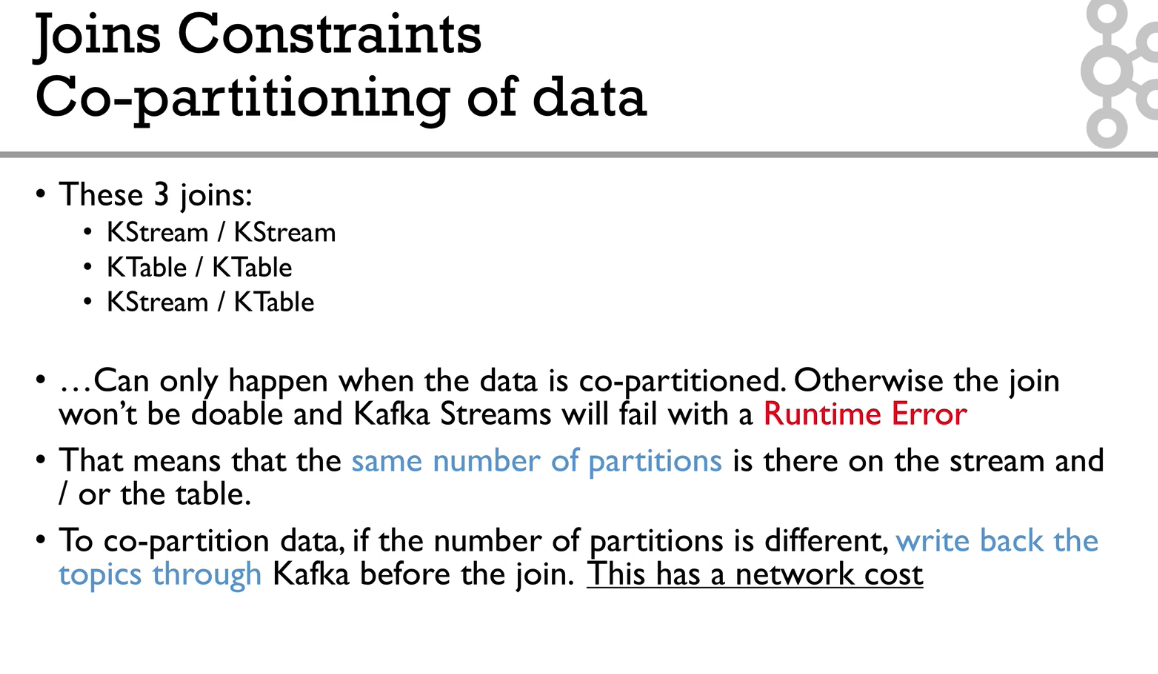 Joins Constraints
Co-partitioning of data
• These 3 joins:
• KStream / KStream
• KTable / KTable
• KStream / KTable
• …Can only happen when the data is co-partitioned. Otherwise the join
won’t be doable and Kafka Streams will fail with a Runtime Error
• That means that the same number of partitions is there on the stream and
/ or the table.
• To co-partition data, if the number of partitions is different, write back the
topics through Kafka before the join. This has a network cost